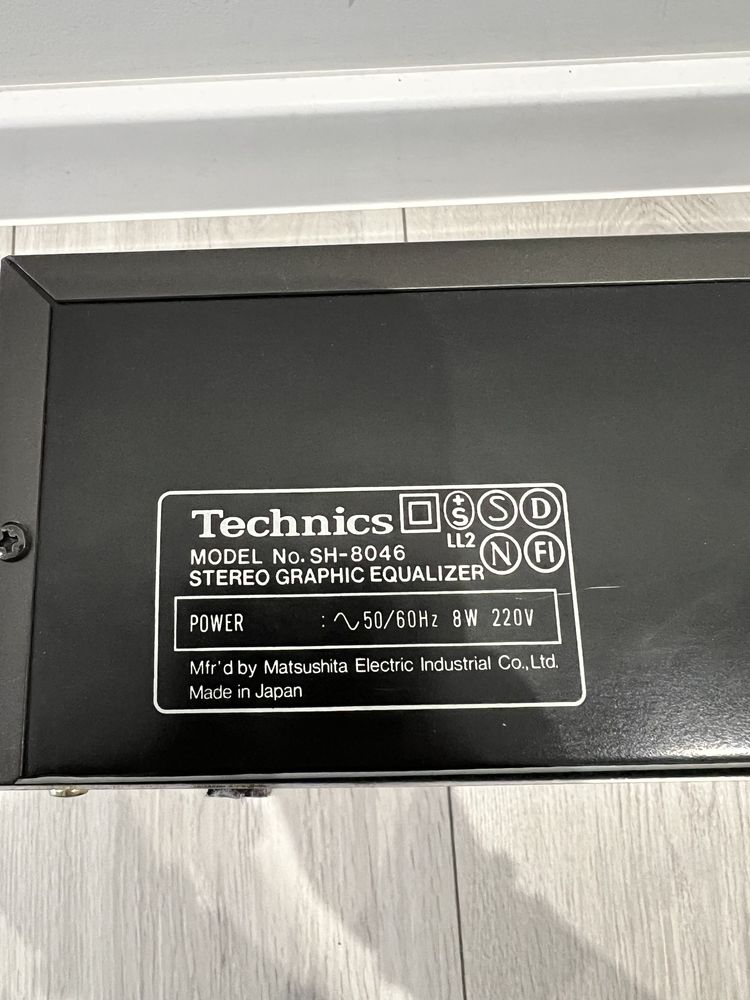 Technics
+S S D
LL2 N FI
MODEL No. SH-8046
STEREO GRAPHIC EQUALIZER
POWER : ∿50/60Hz 8W 220V
Mfr'd by Matsushita Electric Industrial Co.,Ltd.
Made in Japan